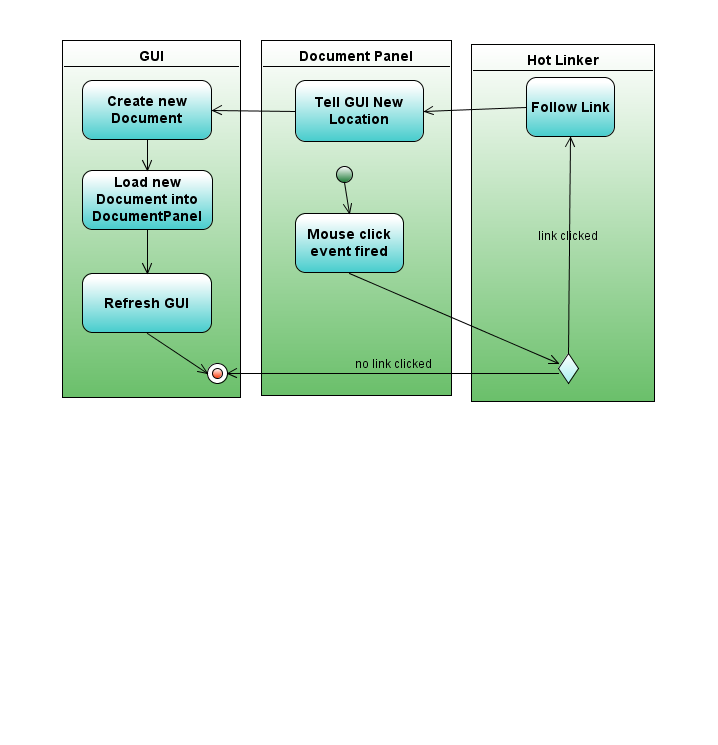 GUI
Create new
Document
Load new
Document into
DocumentPanel
Refresh GUI
Document Panel
Tell GUI New
Location
Mouse click
event fired
no link clicked
Hot Linker
Follow Link
link clicked